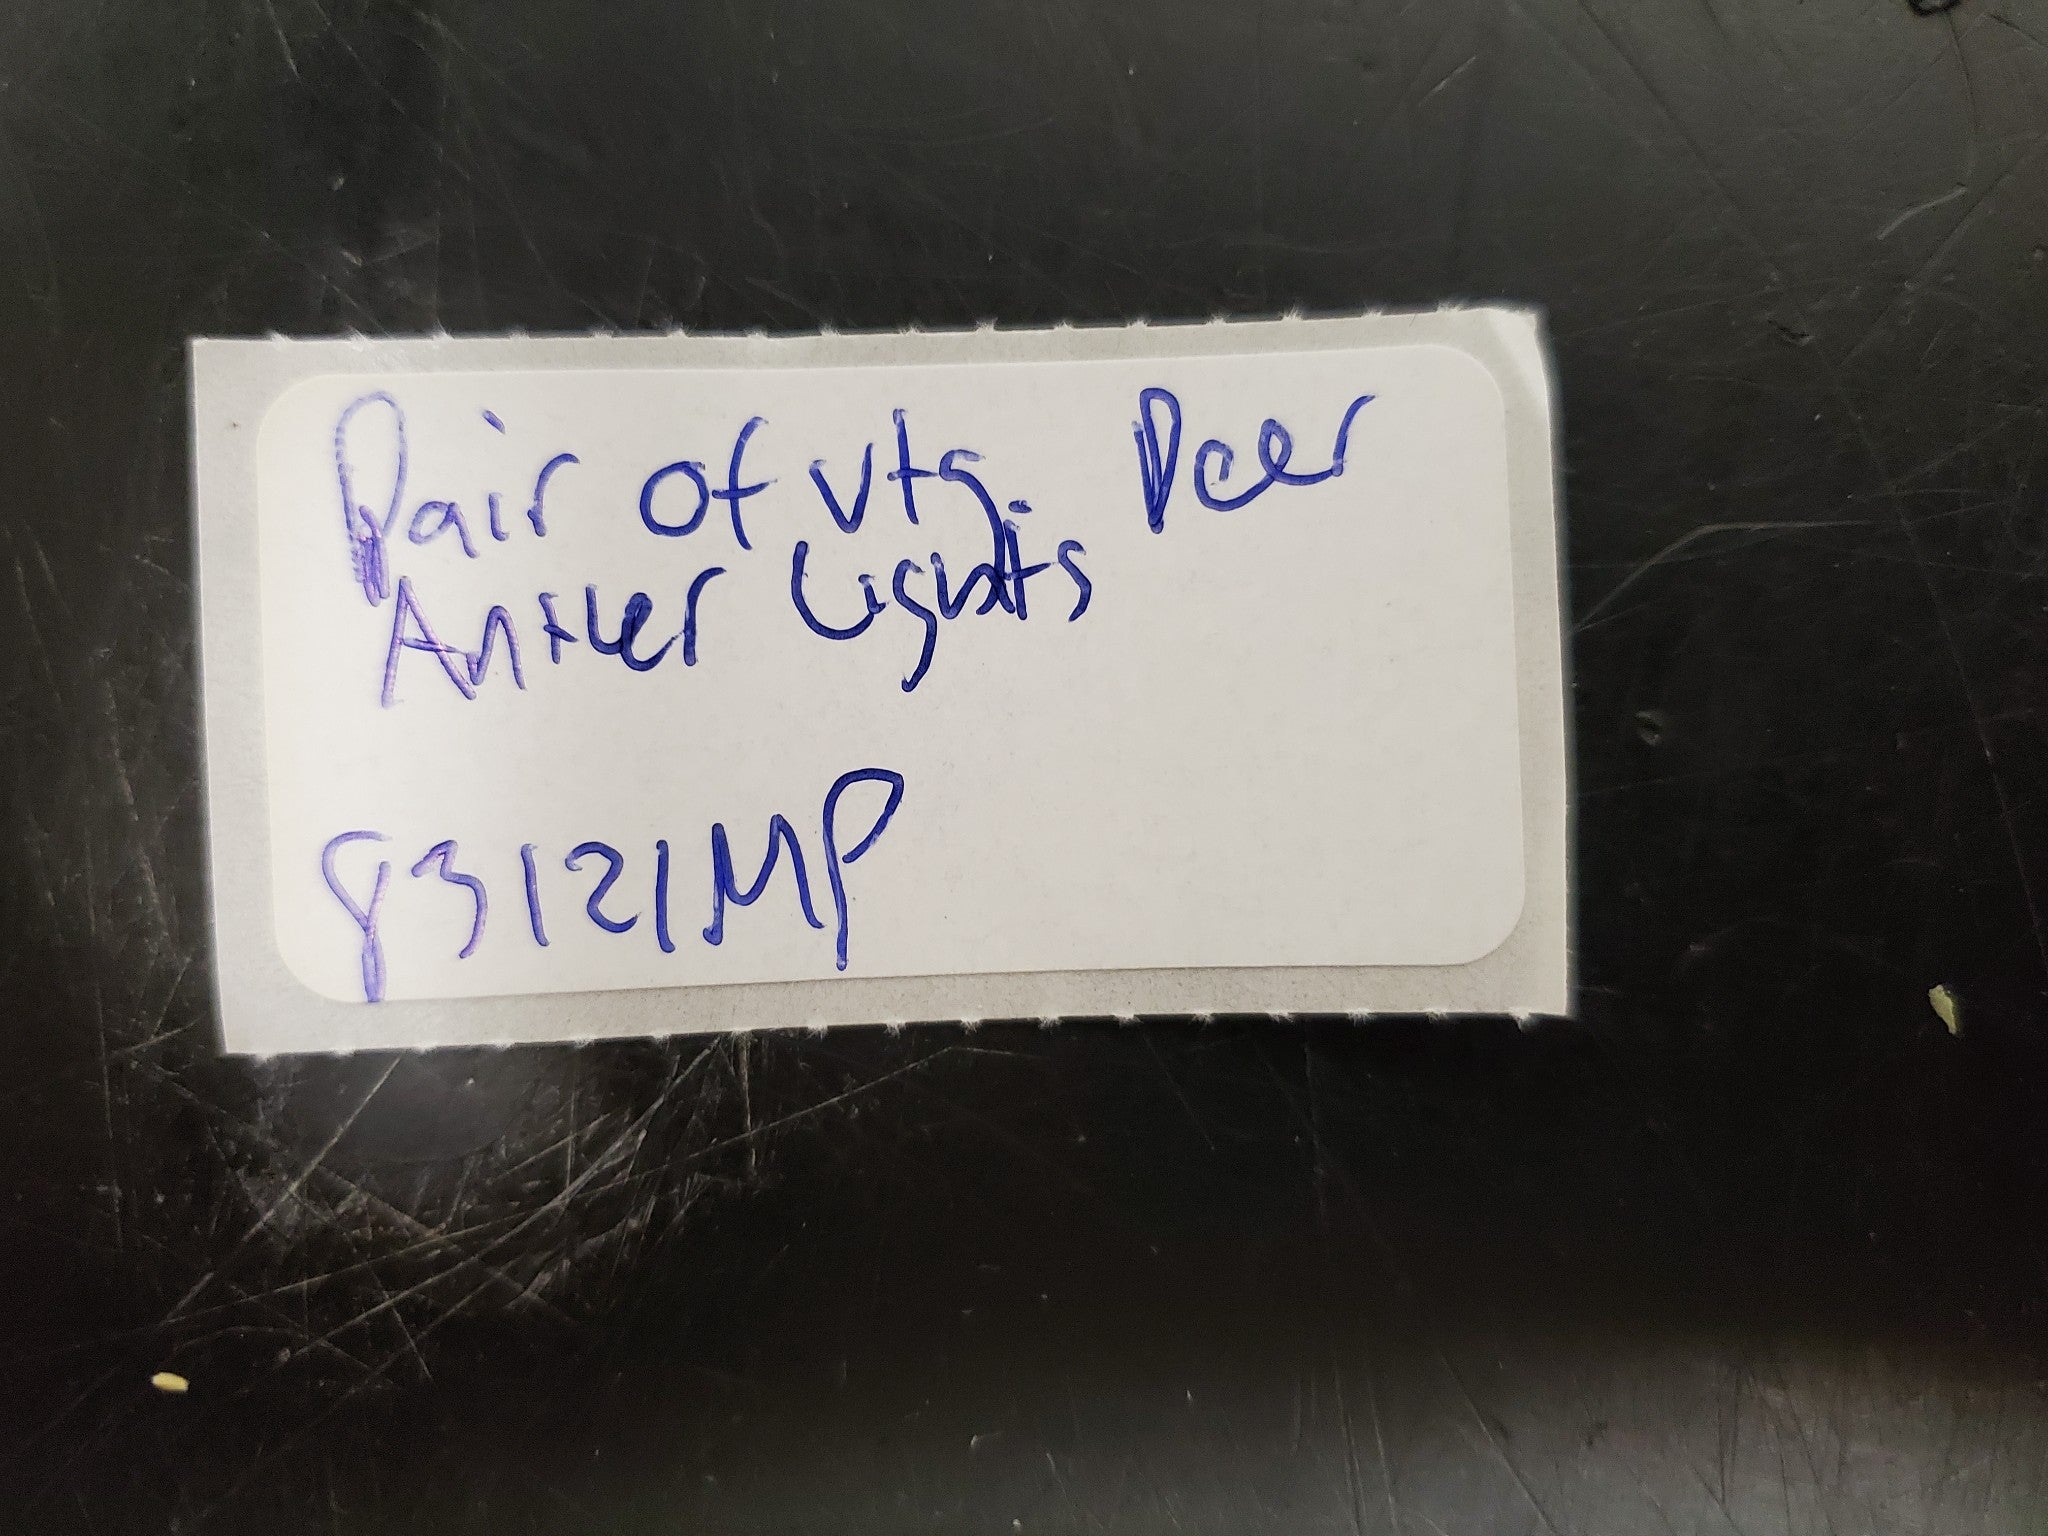 Pair of vtg. Deer
Antler Lights
83121MP